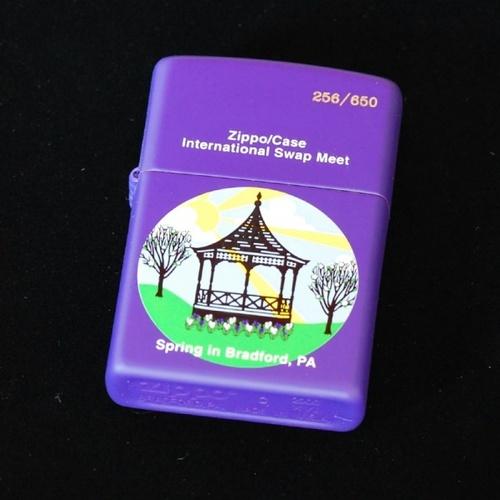 256/650
Zippo/Case
International Swap Meet
Spring in Bradford, PA